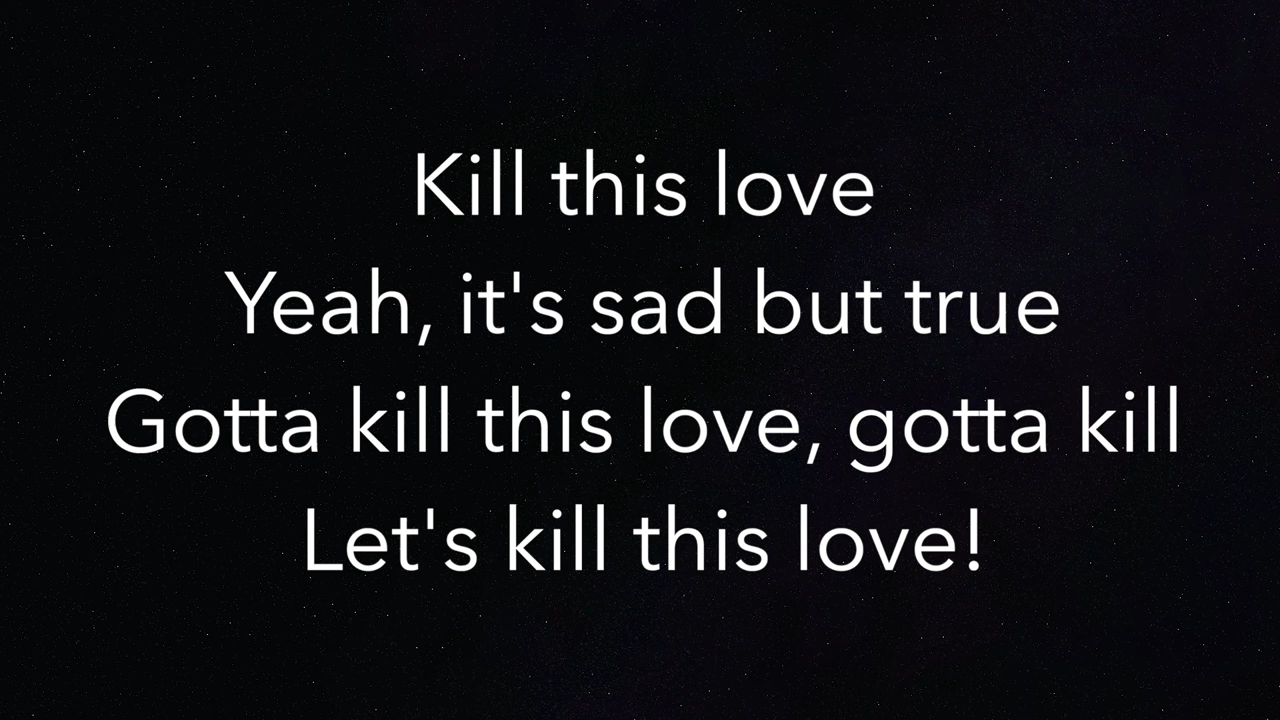 Kill this love
Yeah, it's sad but true
Gotta kill this love, gotta kill
Let's kill this love!